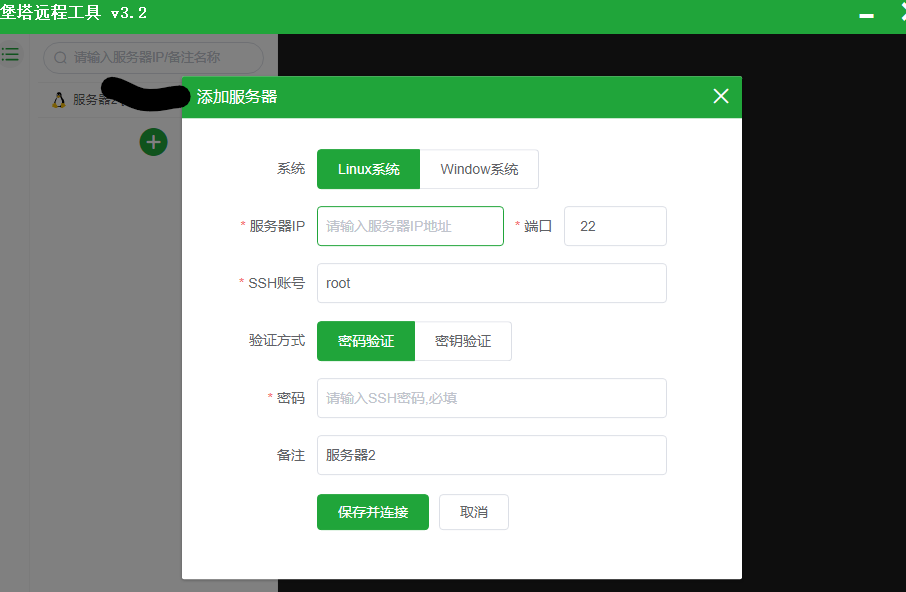 堡塔远程工具 v3.2
请输入服务器IP/备注名称
服务器2
添加服务器
系统 Linux系统 Window系统
* 服务器IP 请输入服务器IP地址 * 端口 22
* SSH账号 root
验证方式 密码验证 密钥验证
* 密码 请输入SSH密码,必填
备注 服务器2
保存并连接 取消